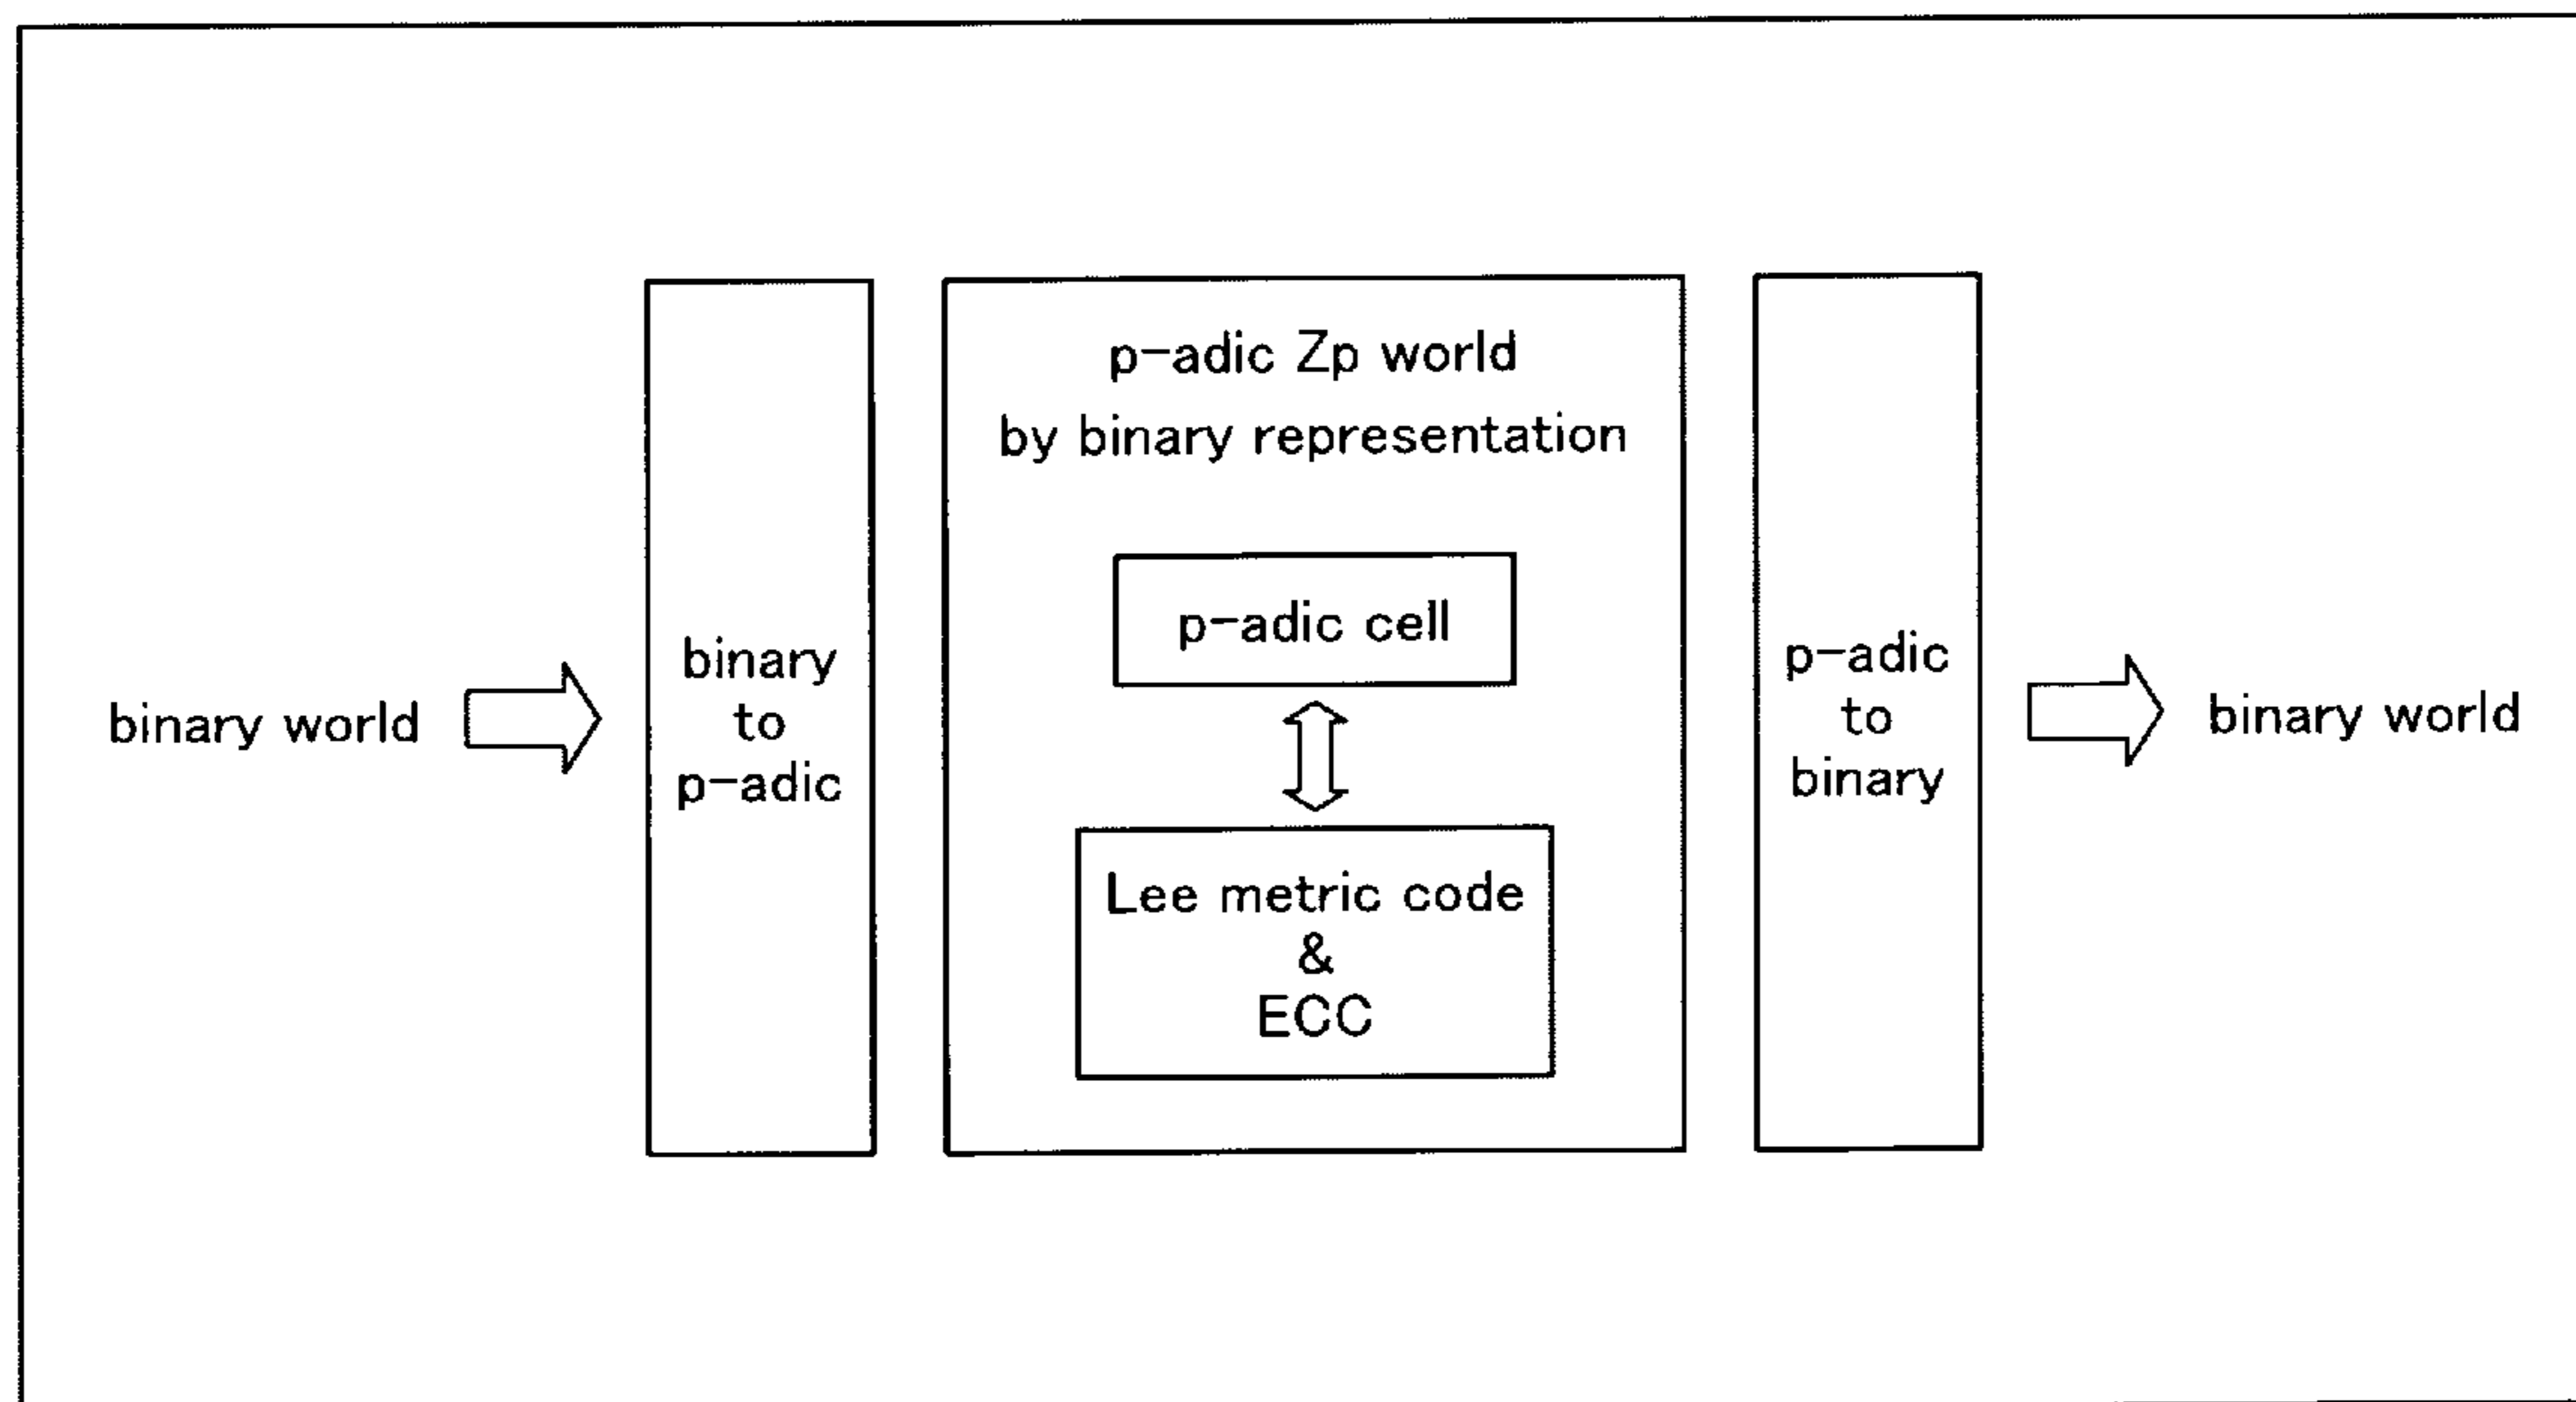 binary world
binary
to
p-adic
p-adic Zp world
by binary representation
p-adic cell
Lee metric code
&
ECC
p-adic
to
binary
binary world